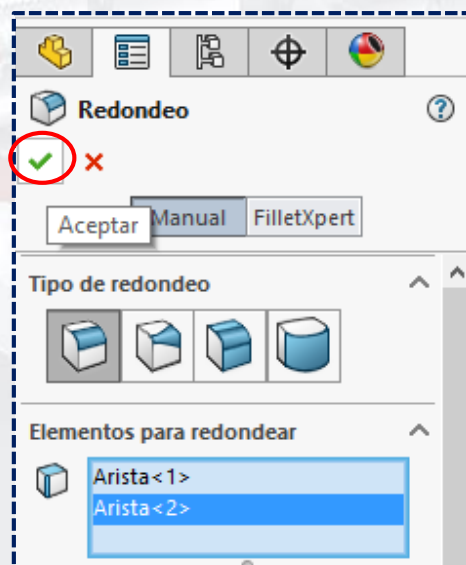 Redondeo
Aceptar
Manual FilletXpert
Tipo de redondeo
Elementos para redondear
Arista<1>
Arista<2>